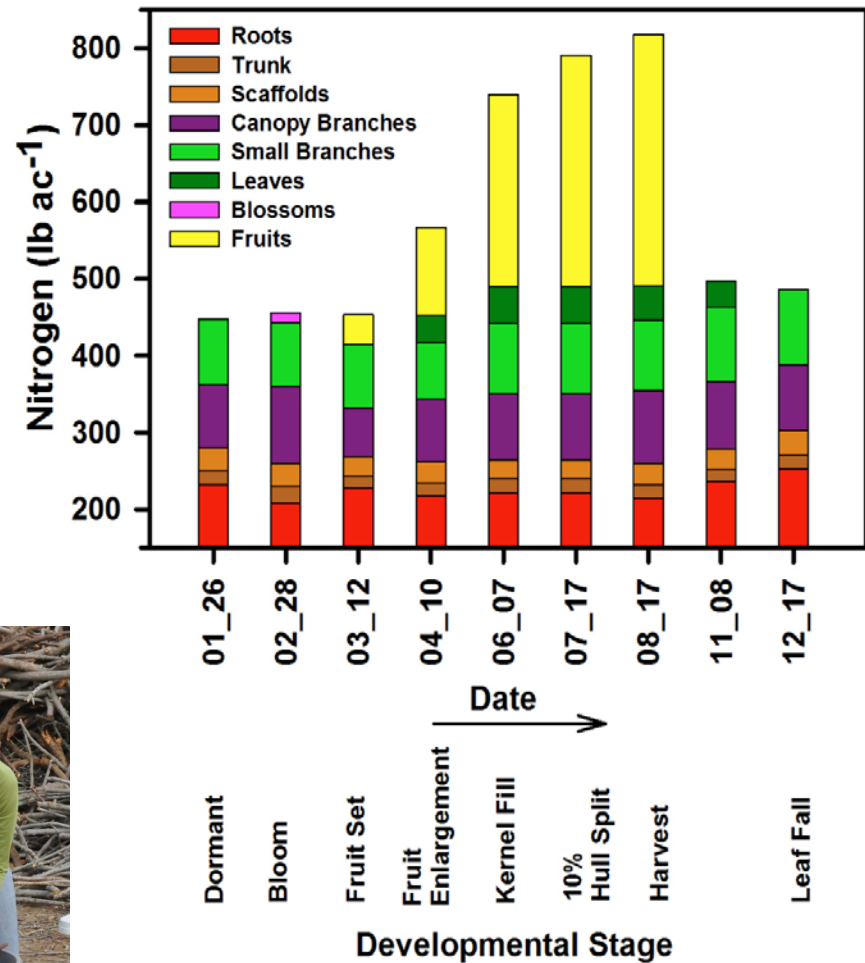 Nitrogen (lb ac-1)
800
700
600
500
400
300
200
Roots
Trunk
Scaffolds
Canopy Branches
Small Branches
Leaves
Blossoms
Fruits
01_26
02_28
03_12
04_10
06_07
07_17
08_17
11_08
12_17
Date
Dormant
Bloom
Fruit Set
Fruit
Enlargement
Kernel Fill
10%
Hull Split
Harvest
Leaf Fall
Developmental Stage